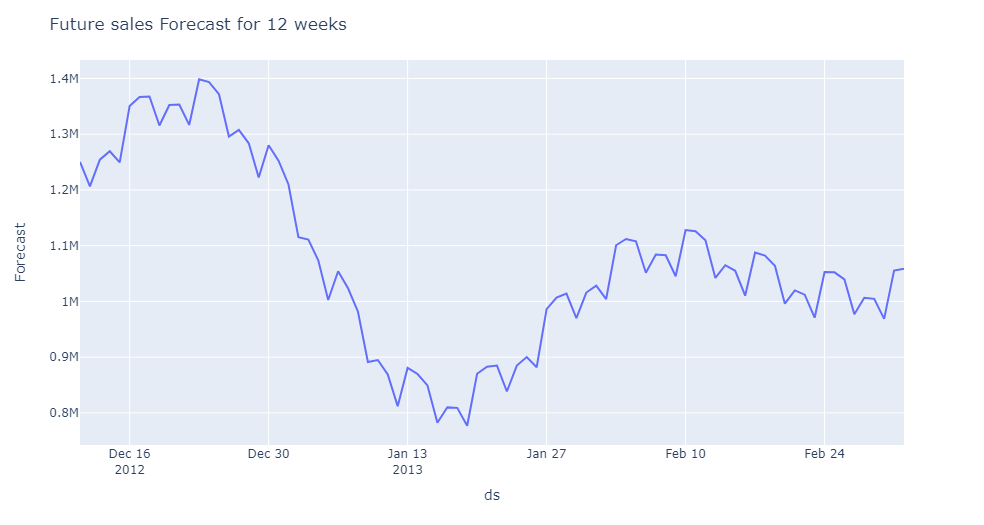 Future sales Forecast for 12 weeks
1.4M
1.3M
1.2M
1.1M
1M
0.9M
0.8M
Forecast
Dec 16
2012
Dec 30
Jan 13
2013
Jan 27
Feb 10
Feb 24
ds